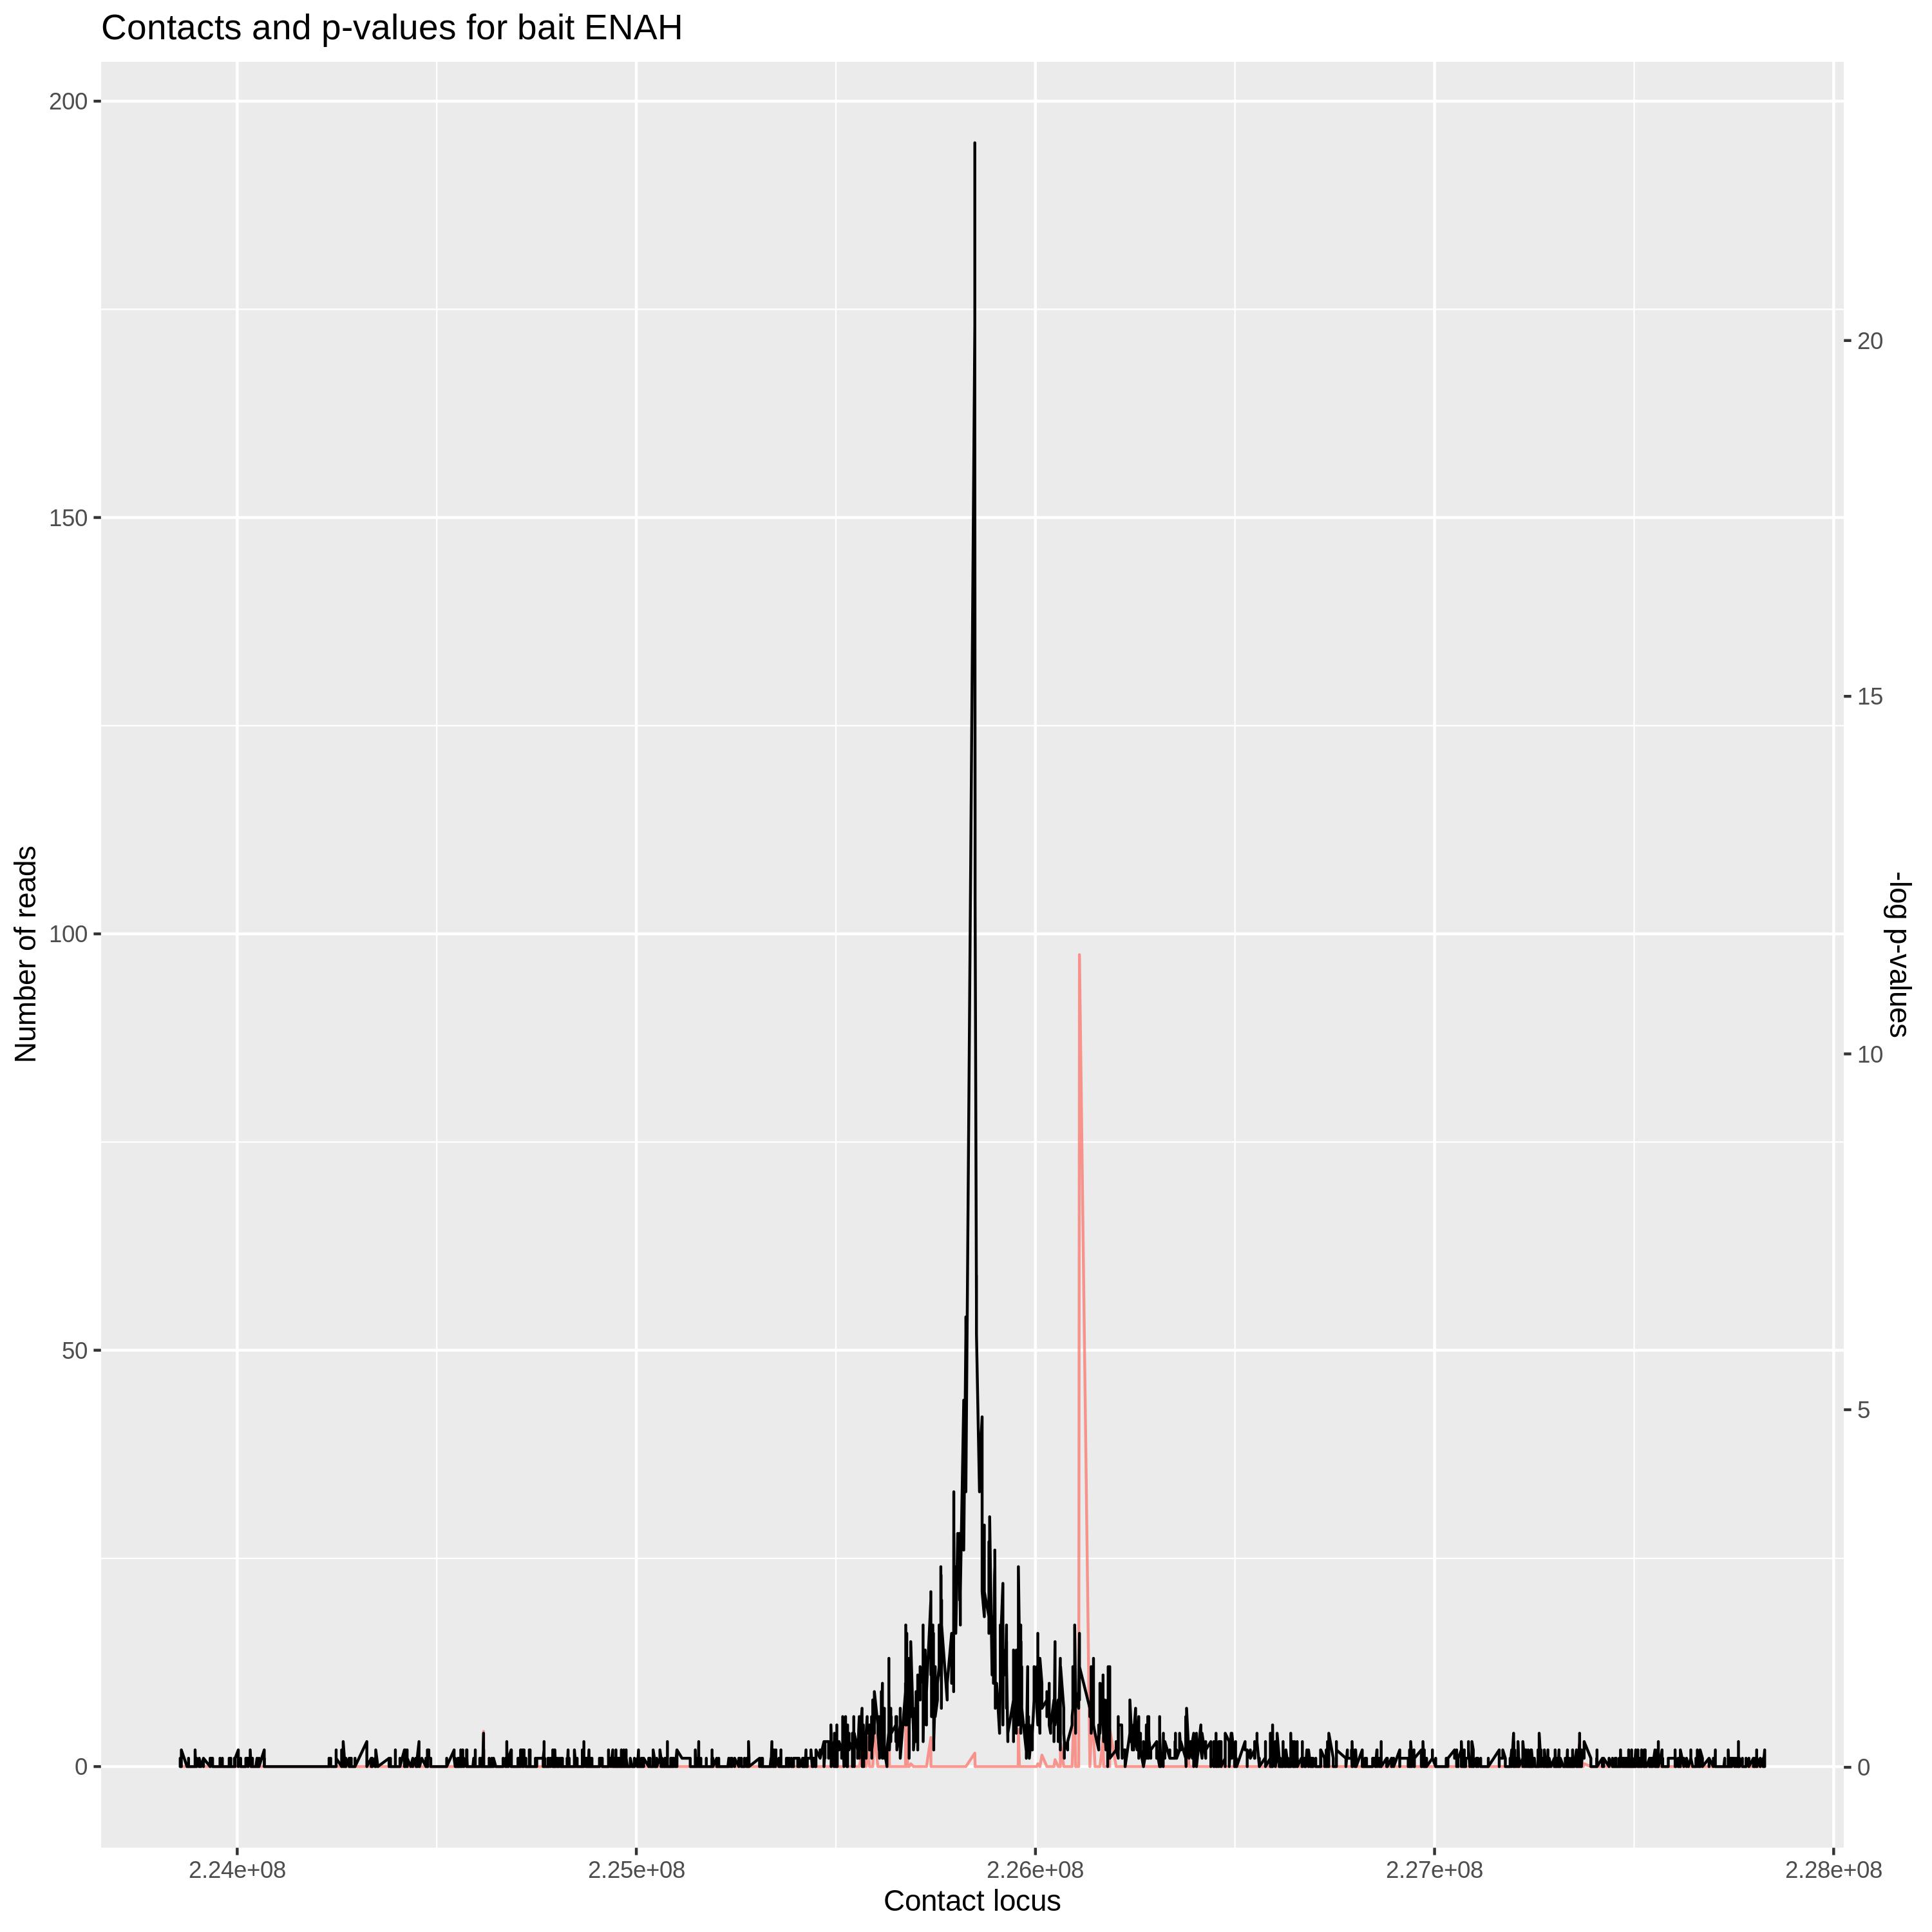 Contacts and p-values for bait ENAH
200
150
100
50
0
Number of reads
20
15
10
5
0
-log p-values
2.24e+08 2.25e+08 2.26e+08 2.27e+08 2.28e+08
Contact locus